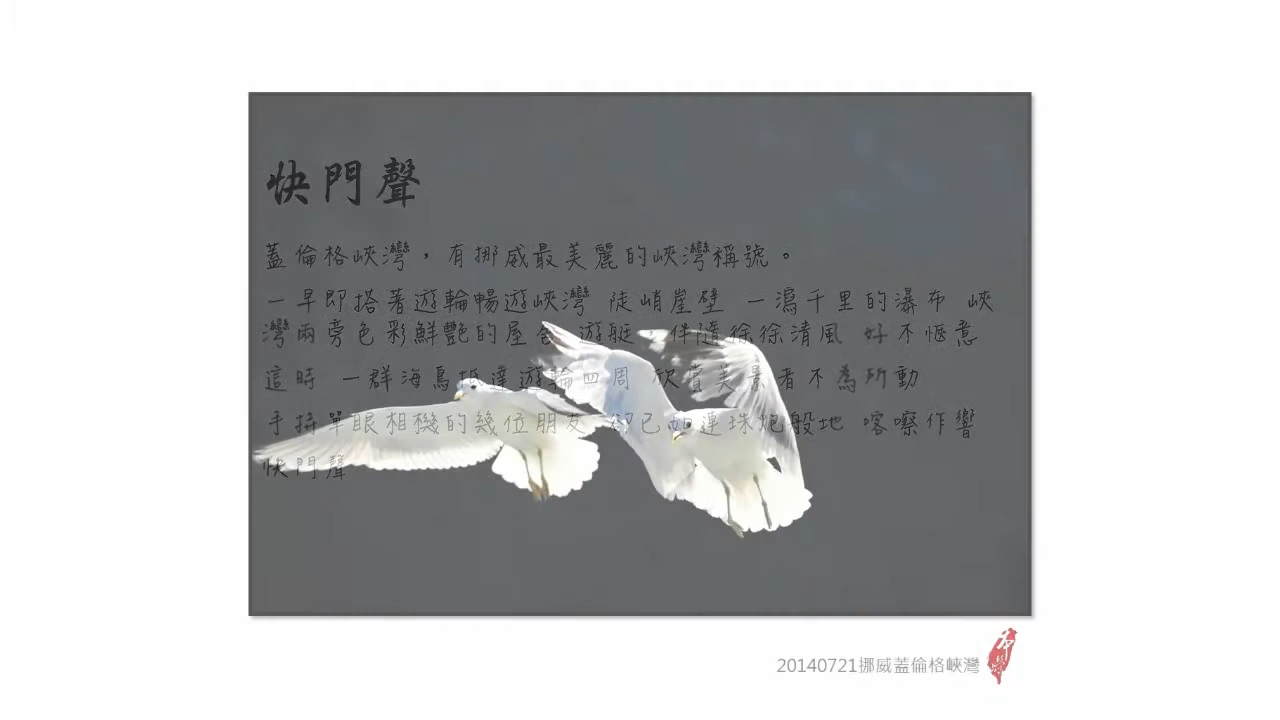 快門聲
蓋倫格峽灣，有挪威最美麗的峽灣稱號。
一早即搭著遊輪暢遊峽灣 陡峭崖壁 一瀉千里的瀑布 峽
灣兩旁色彩鮮艷的屋舍 遊艇，伴隨徐徐清風 好不愜意
這時 一群海鳥抵達遊輪四周 欣賞美景者不為所動
手持單眼相機的幾位朋友 卻已如連珠炮般地 喀嚓作響
快門聲
20140721挪威蓋倫格峽灣